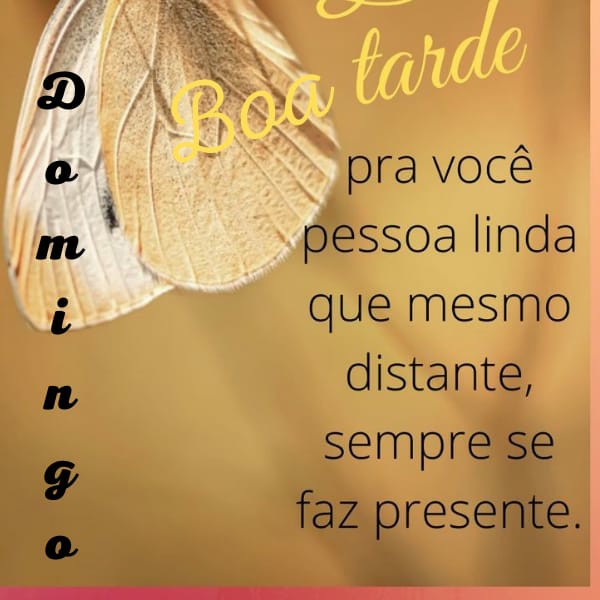 Boa tarde
pra você
pessoa linda
que mesmo
distante,
sempre se
faz presente.
Domingo